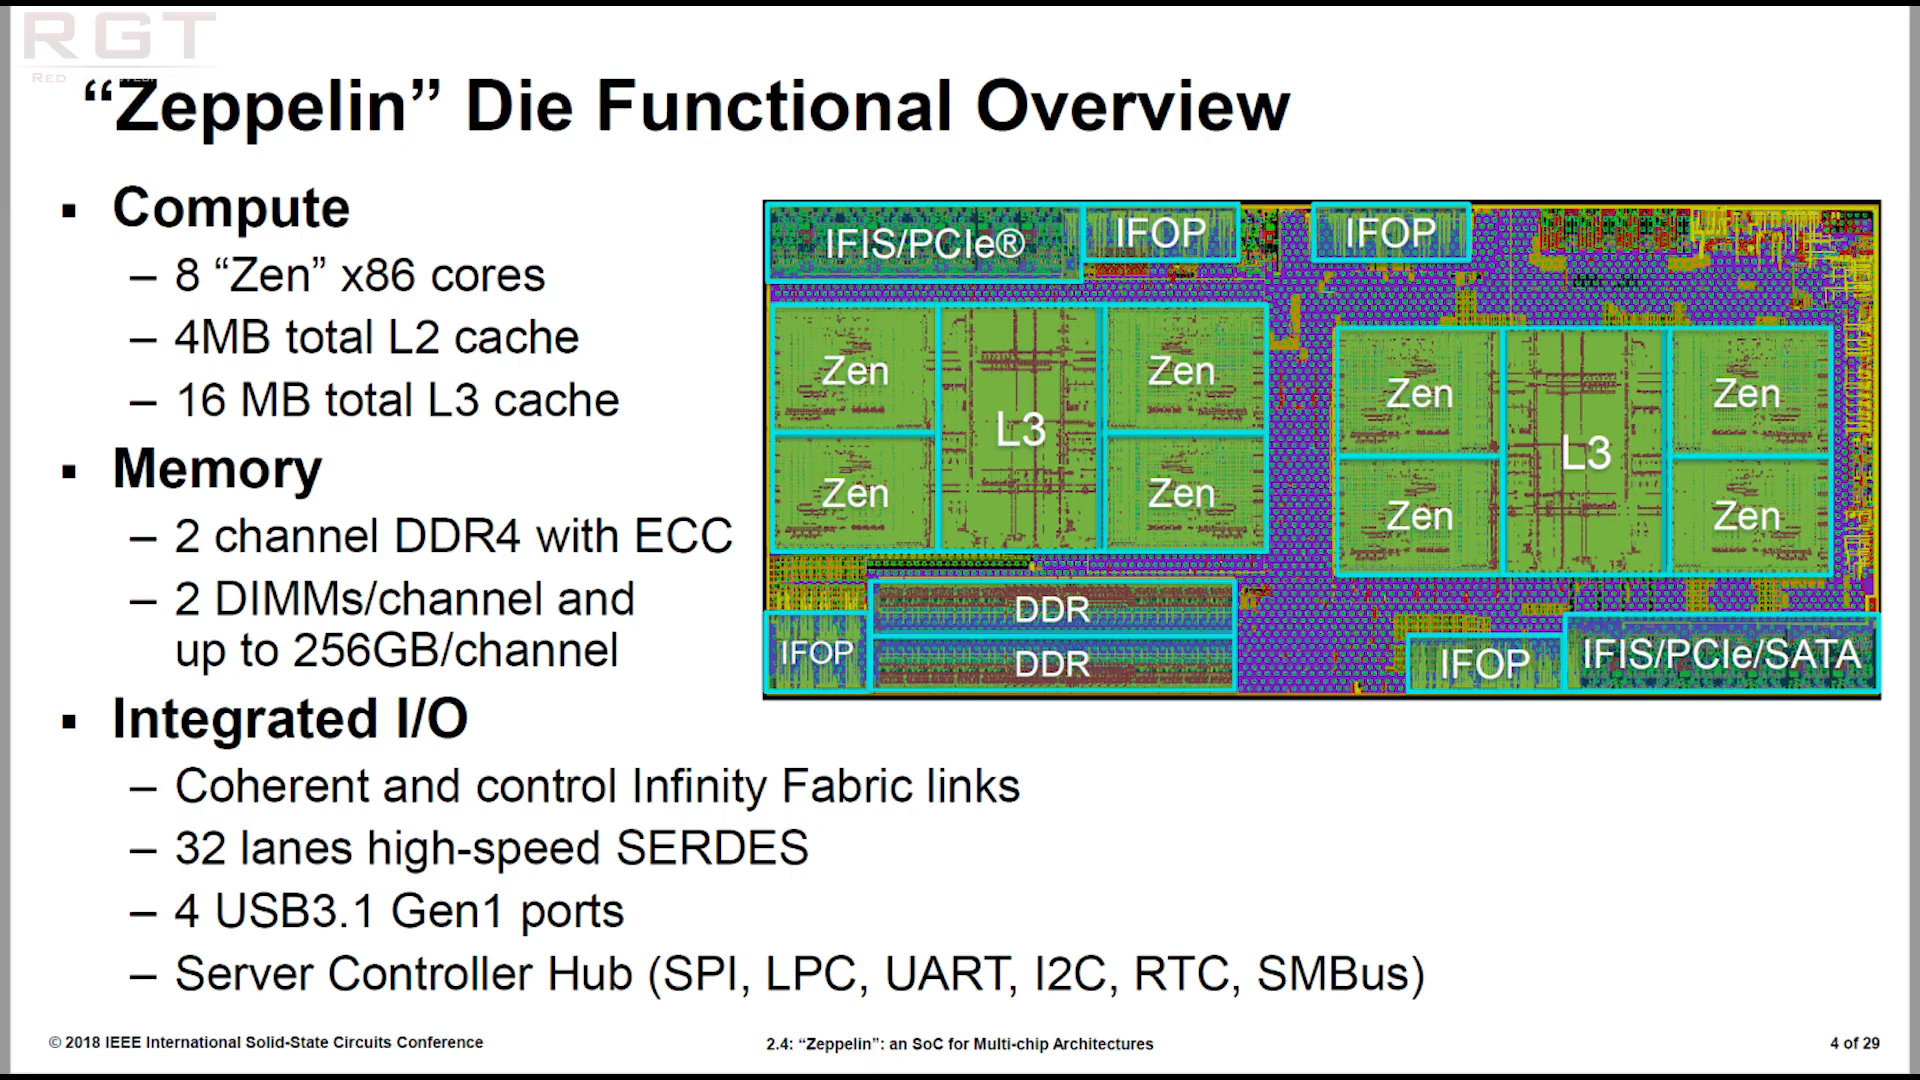 RGT
RED
“Zeppelin” Die Functional Overview
▪ Compute
– 8 “Zen” x86 cores
– 4MB total L2 cache
– 16 MB total L3 cache
▪ Memory
– 2 channel DDR4 with ECC
– 2 DIMMs/channel and
up to 256GB/channel
▪ Integrated I/O
– Coherent and control Infinity Fabric links
– 32 lanes high-speed SERDES
– 4 USB3.1 Gen1 ports
– Server Controller Hub (SPI, LPC, UART, I2C, RTC, SMBus)
IFIS/PCIe®
IFOP
IFOP
Zen
L3
Zen
Zen
Zen
Zen
L3
Zen
Zen
Zen
DDR
DDR
IFOP
IFOP
IFIS/PCIe/SATA
© 2018 IEEE International Solid-State Circuits Conference
2.4: “Zeppelin”: an SoC for Multi-chip Architectures
4 of 29